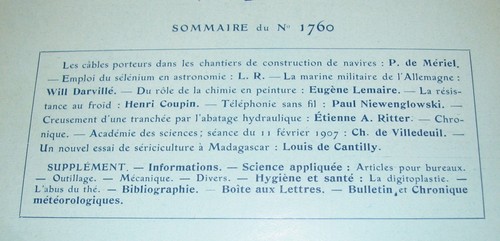 SOMMAIRE du No 1760
Les câbles porteurs dans les chantiers de construction de navires : P. de Mériel.
— Emploi du sélénium en astronomie : L. R. — La marine militaire de l'Allemagne :
Will Darvillé. — Du rôle de la chimie en peinture : Eugène Lemaire. — La résis-
tance au froid : Henri Coupin. — Téléphonie sans fil : Paul Niewenglowski. —
Creusement d'une tranchée par l'abatage hydraulique : Étienne A. Ritter. — Chro-
nique. — Académie des sciences ; séance du 11 février 1907 : Ch. de Villedeuil. —
Un nouvel essai de sériciculture à Madagascar : Louis de Cantilly.
SUPPLÉMENT. — Informations. — Science appliquée : Articles pour bureaux.
— Outillage. — Mécanique. — Divers. — Hygiène et santé : La digitoplastie. —
L'abus du thé. — Bibliographie. — Boîte aux Lettres. — Bulletin et Chronique
météorologiques.